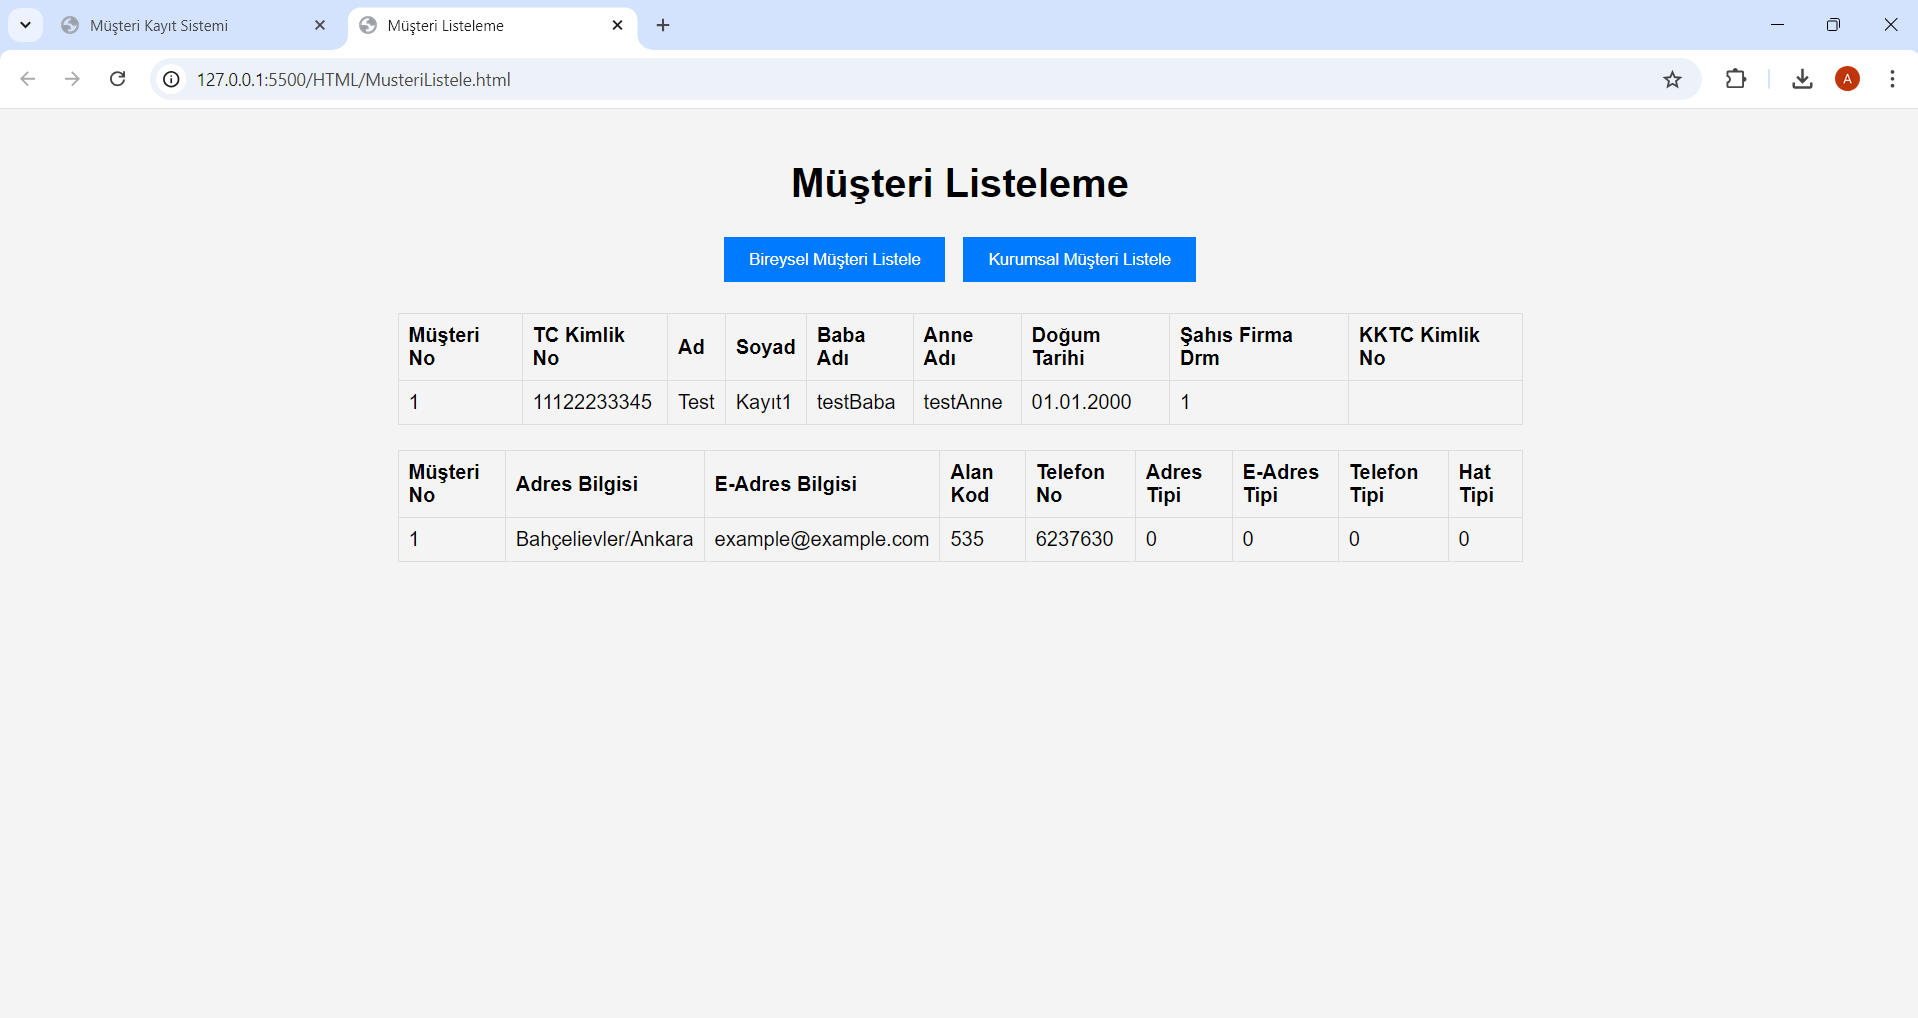 Müşteri Kayıt Sistemi
Müşteri Listeleme
127.0.0.1:5500/HTML/MusteriListele.html
A
Müşteri Listeleme
Bireysel Müşteri Listele Kurumsal Müşteri Listele
Müşteri No TC Kimlik No Ad Soyad Baba Adı Anne Adı Doğum Tarihi Şahıs Firma Drm KKTC Kimlik No
1 11122233345 Test Kayıt1 testBaba testAnne 01.01.2000 1
Müşteri No Adres Bilgisi E-Adres Bilgisi Alan Kod Telefon No Adres Tipi E-Adres Tipi Telefon Tipi Hat Tipi
1 Bahçelievler/Ankara example@example.com 535 6237630 0 0 0 0